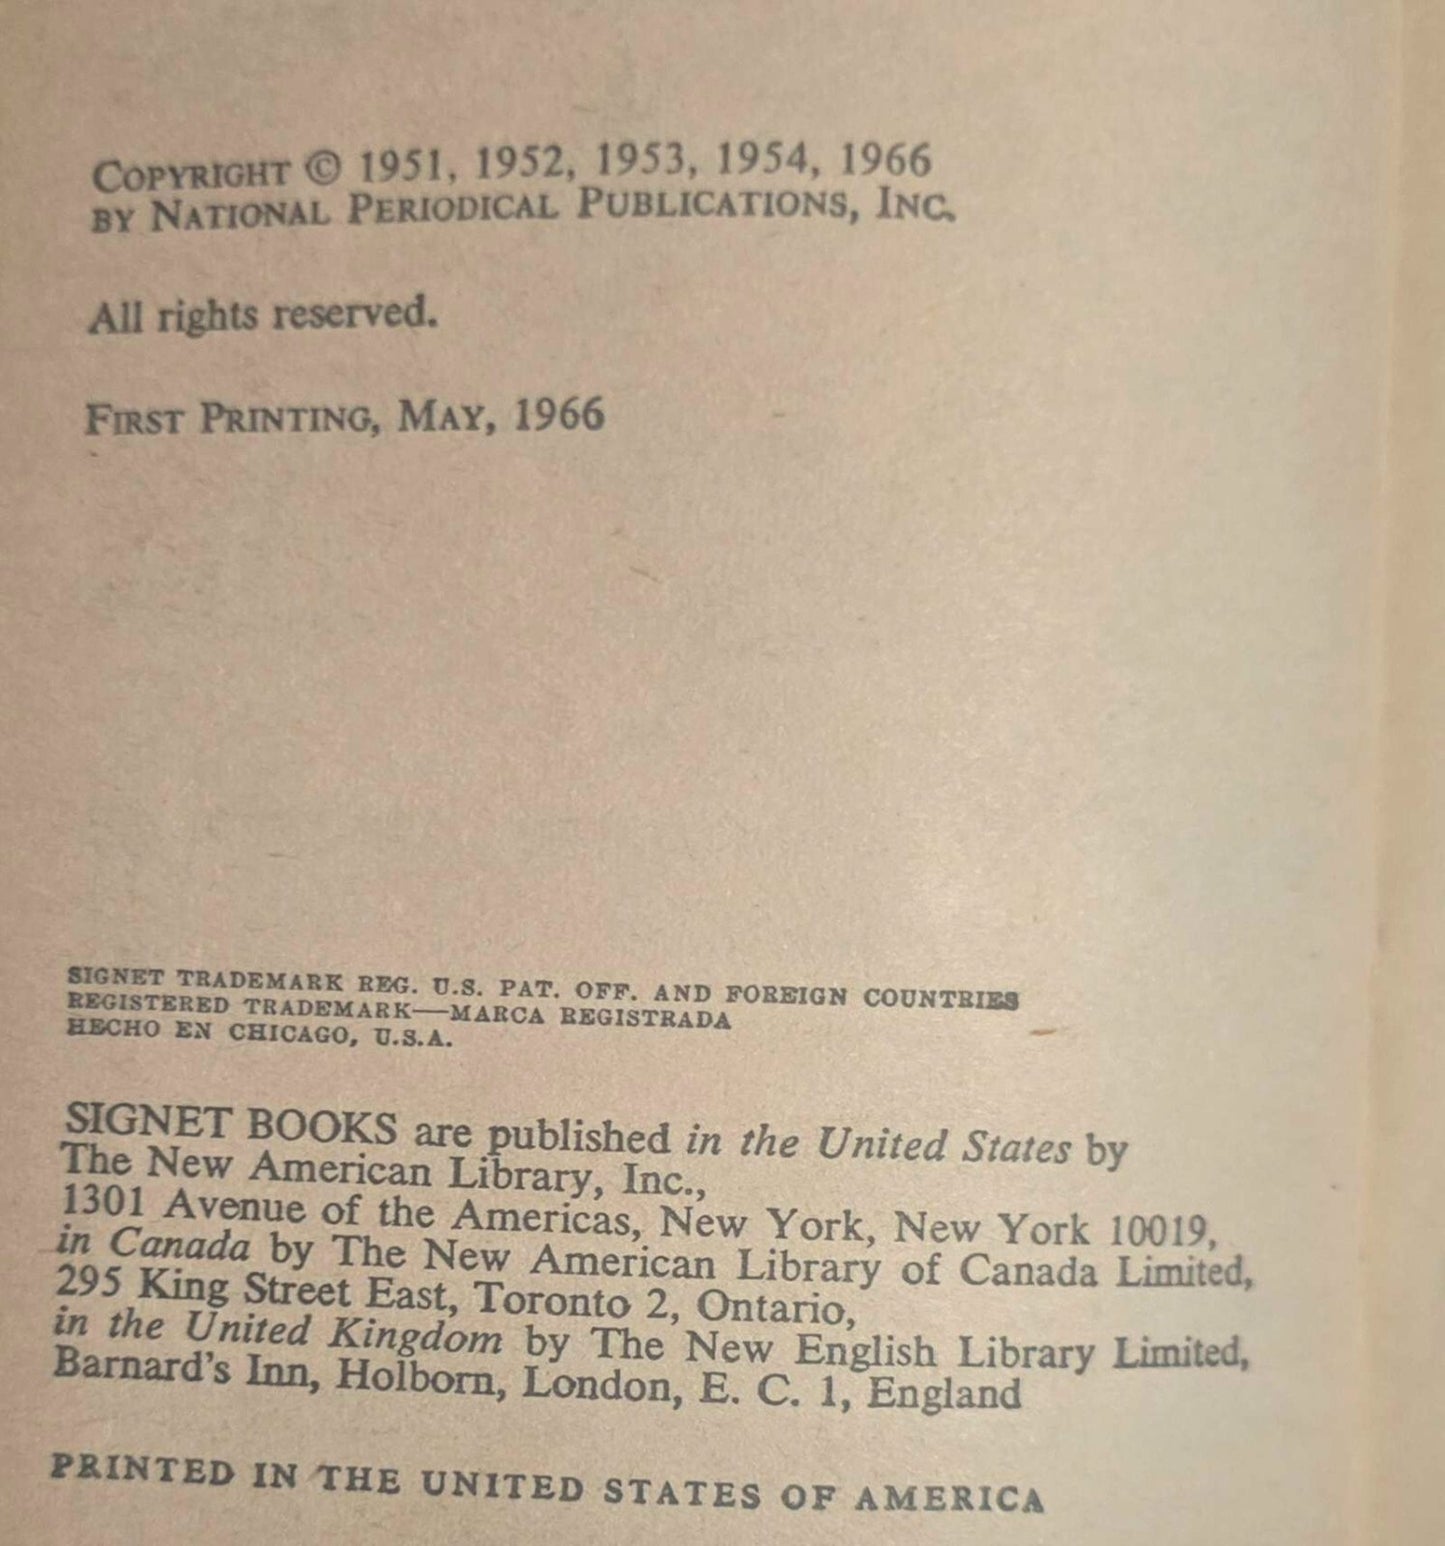 COPYRIGHT © 1951, 1952, 1953, 1954, 1966
BY NATIONAL PERIODICAL PUBLICATIONS, INC.
All rights reserved.
FIRST PRINTING, MAY, 1966
SIGNET TRADEMARK REG. U.S. PAT. OFF. AND FOREIGN COUNTRIES
REGISTERED TRADEMARK—MARCA REGISTRADA
HECHO EN CHICAGO, U.S.A.
SIGNET BOOKS are published in the United States by
The New American Library, Inc.,
1301 Avenue of the Americas, New York, New York 10019,
in Canada by The New American Library of Canada Limited,
295 King Street East, Toronto 2, Ontario,
in the United Kingdom by The New English Library Limited,
Barnard's Inn, Holborn, London, E. C. 1, England
PRINTED IN THE UNITED STATES OF AMERICA